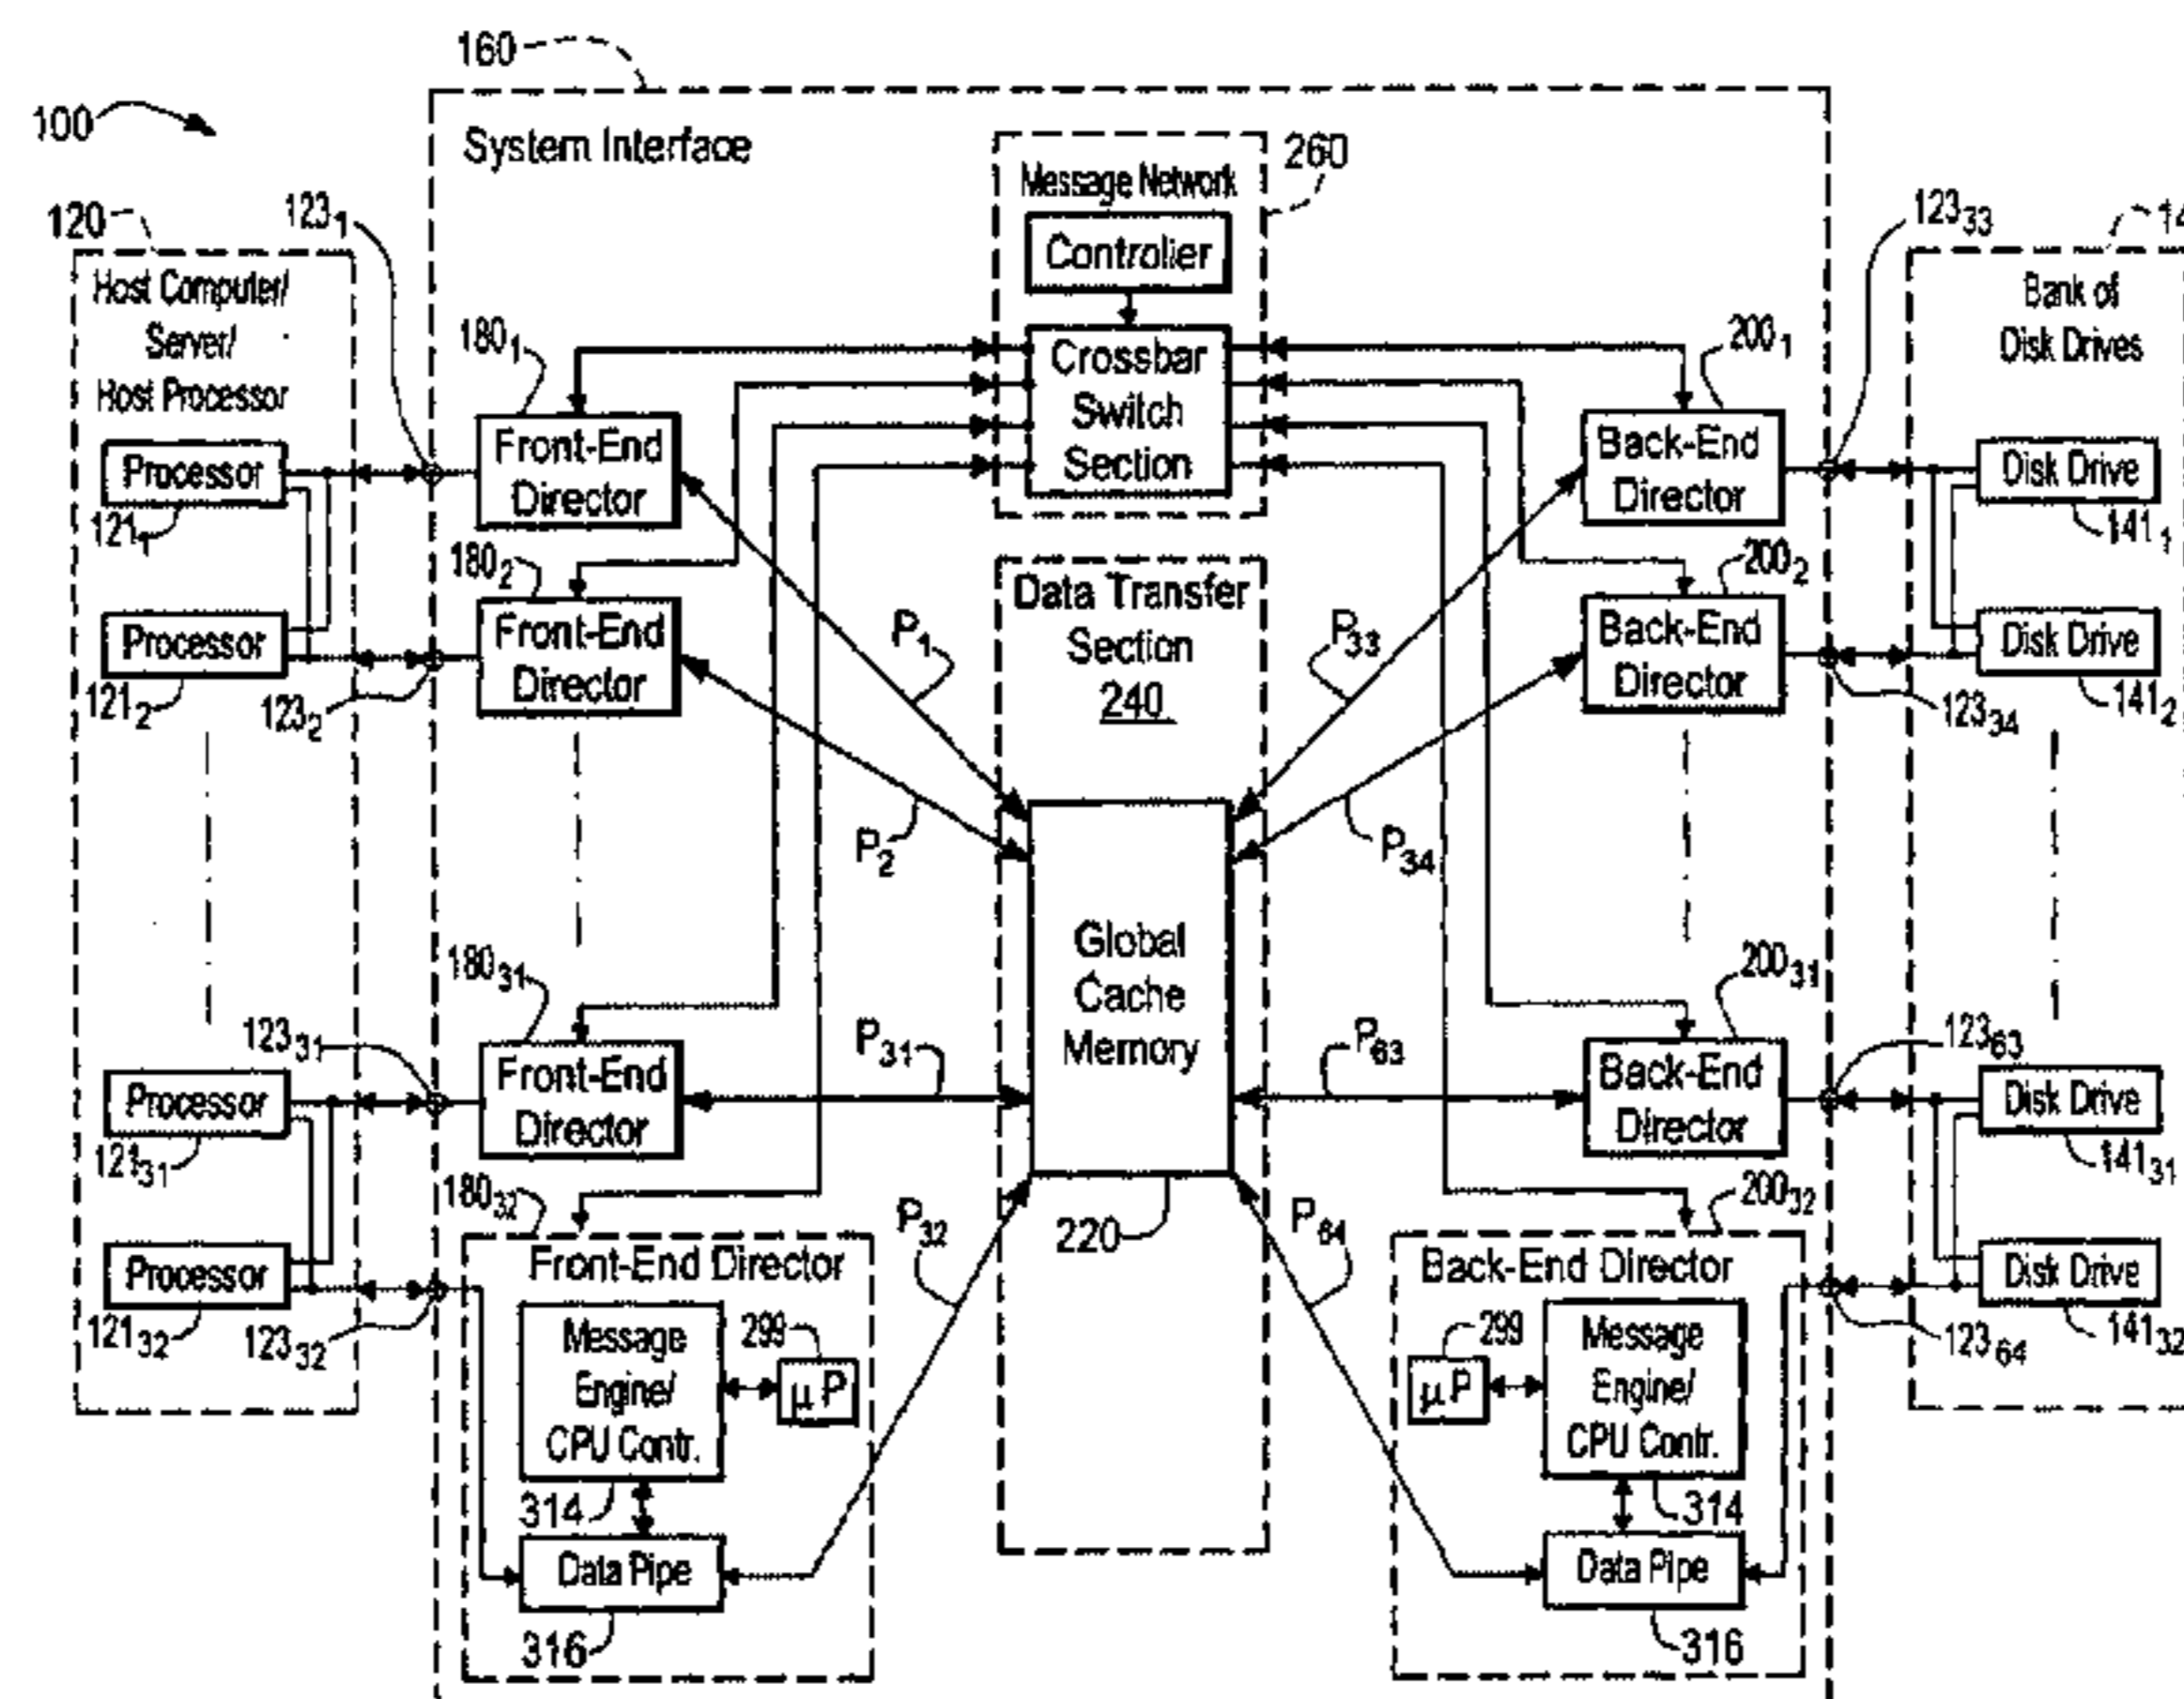 160
100
System Interface
260
Message Network
Controller
120
123₁
123₃₃
Host Computer/
Server/
Host Processor
Bank of
Disk Drives
180₁
Crossbar
Switch
Section
200₁
Front-End
Director
Back-End
Director
Processor
121₁
Disk Drive
141₁
180₂
200₂
Data Transfer
Section
240
Front-End
Director
Back-End
Director
Processor
121₂
123₂
Disk Drive
141₂
123₃₄
P₁
P₃₃
P₂
P₃₄
Global
Cache
Memory
220
180₃₁
200₃₁
123₃₁
123₆₃
P₃₁
P₆₃
Front-End
Director
Back-End
Director
Processor
121₃₁
Disk Drive
141₃₁
180₃₂
200₃₂
P₃₂
P₆₄
Processor
121₃₂
123₃₂
Disk Drive
141₃₂
123₆₄
Front-End Director
Message
Engine/
CPU Contr.
299
μP
314
Data Pipe
316
Back-End Director
299
μP
Message
Engine/
CPU Contr.
314
Data Pipe
316